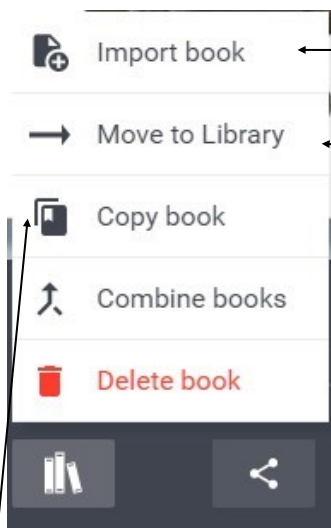 Import book
Move to Library
Copy book
Combine books
Delete book